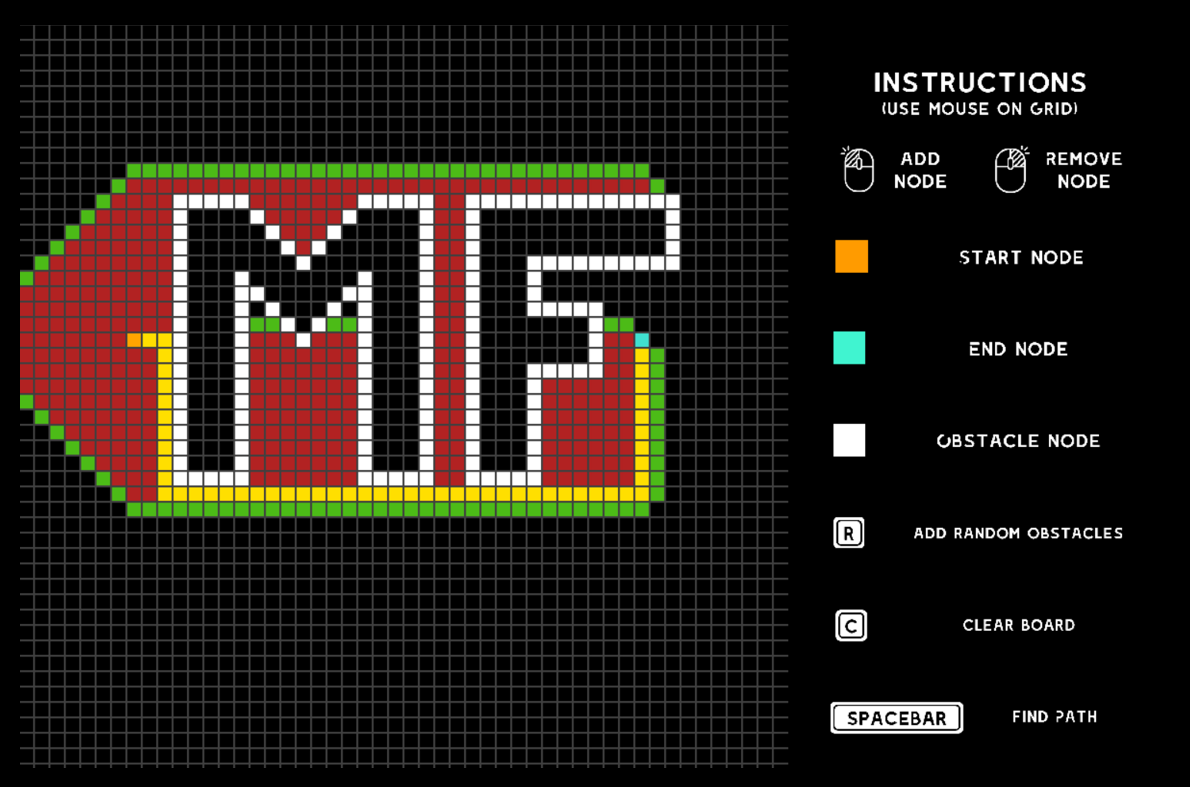 MF
INSTRUCTIONS
(USE MOUSE ON GRID)
ADD
NODE
REMOVE
NODE
START NODE
END NODE
OBSTACLE NODE
R ADD RANDOM OBSTACLES
C CLEAR BOARD
SPACEBAR FIND PATH